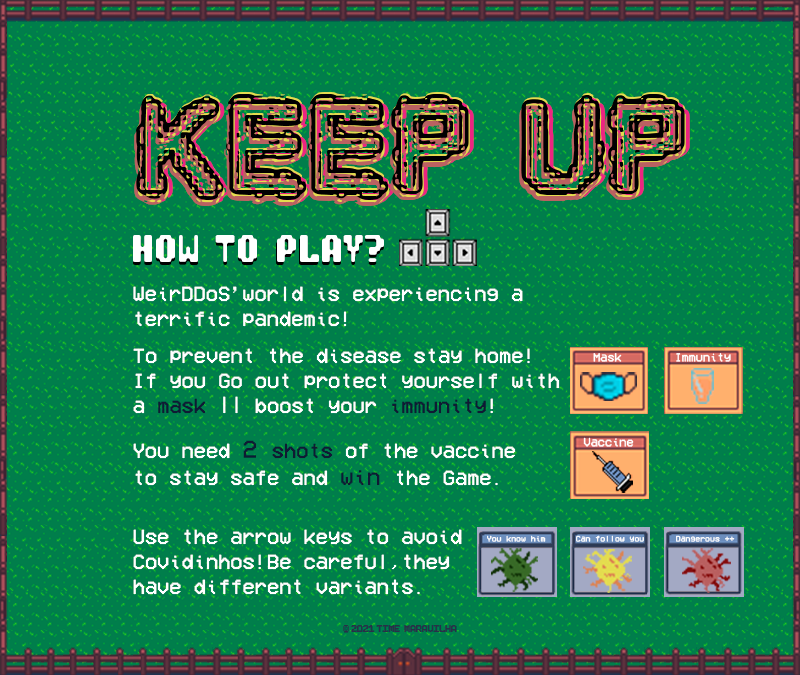 KEEP UP
HOW TO PLAY?
WeirDDoS'world is experiencing a
terrific pandemic!
To prevent the disease stay home!
If you Go out protect yourself with
a mask || boost your immunity!
Mask
Immunity
You need 2 shots of the vaccine
to stay safe and win the Game.
Vaccine
Use the arrow keys to avoid
Covidinhos!Be careful,they
have different variants.
You know him
Can follow you
Dangerous ++
©2021 TIME MARAVILHA